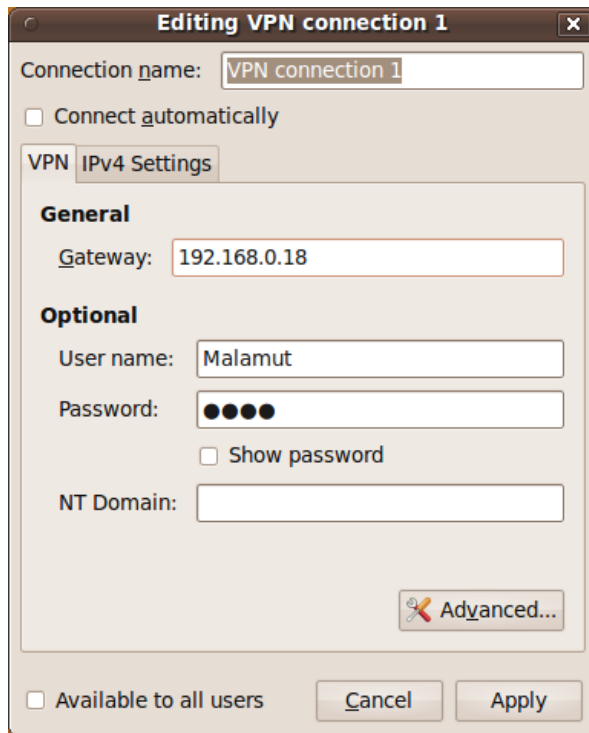 Editing VPN connection 1
Connection name: VPN connection 1
Connect automatically
VPN IPv4 Settings
General
Gateway: 192.168.0.18
Optional
User name: Malamut
Password: ●●●●
Show password
NT Domain:
Advanced...
Available to all users Cancel Apply